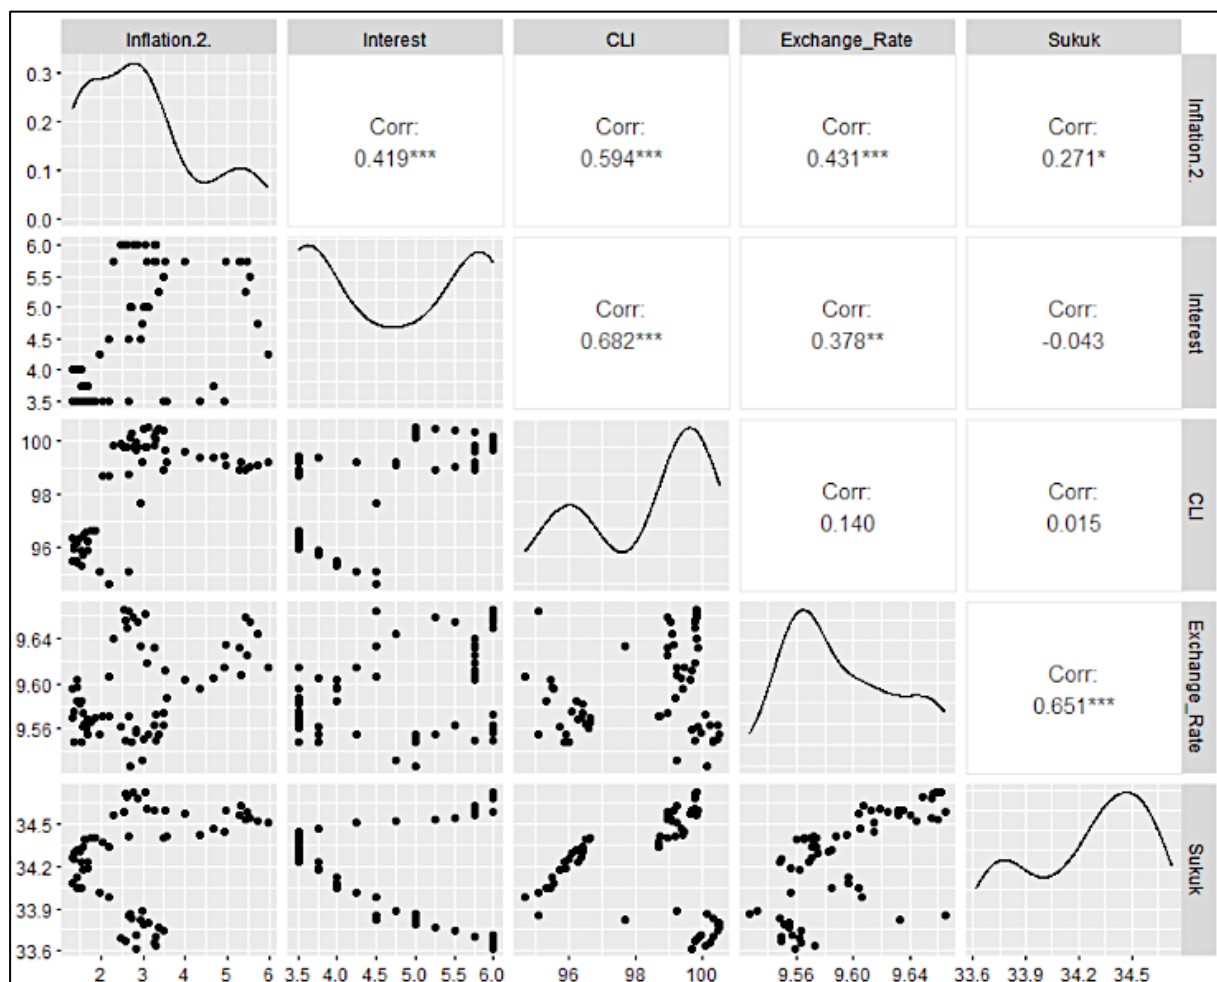 Inflation.2. Interest CLI Exchange_Rate Sukuk
0.3
0.2
0.1
0.0
Corr:
0.419***
Corr:
0.594***
Corr:
0.431***
Corr:
0.271*
Inflation.2.
6.0
5.5
5.0
4.5
4.0
3.5
Corr:
0.682***
Corr:
0.378**
Corr:
-0.043
Interest
100
98
96
Corr:
0.140
Corr:
0.015
CLI
9.64
9.60
9.56
Corr:
0.651***
Exchange_Rate
34.5
34.2
33.9
33.6
Sukuk
2 3 4 5 6 3.5 4.0 4.5 5.0 5.5 6.0 96 98 100 9.56 9.60 9.64 33.6 33.9 34.2 34.5